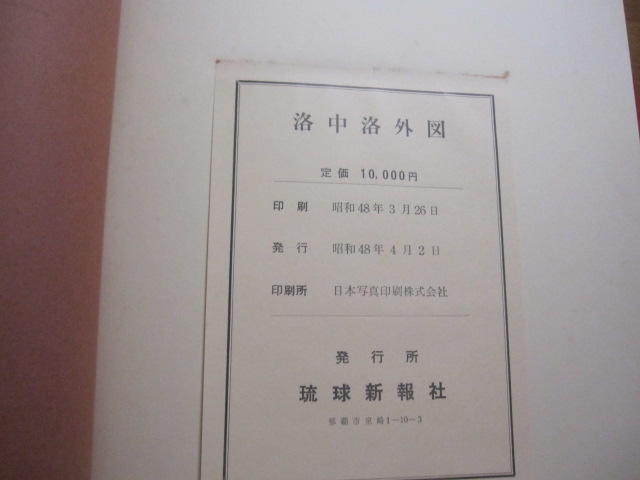 洛中洛外図
定価 10,000円
印刷 昭和48年3月26日
発行 昭和48年4月2日
印刷所 日本写真印刷株式会社
発行所
琉球新報社
那覇市泉崎1—10—3